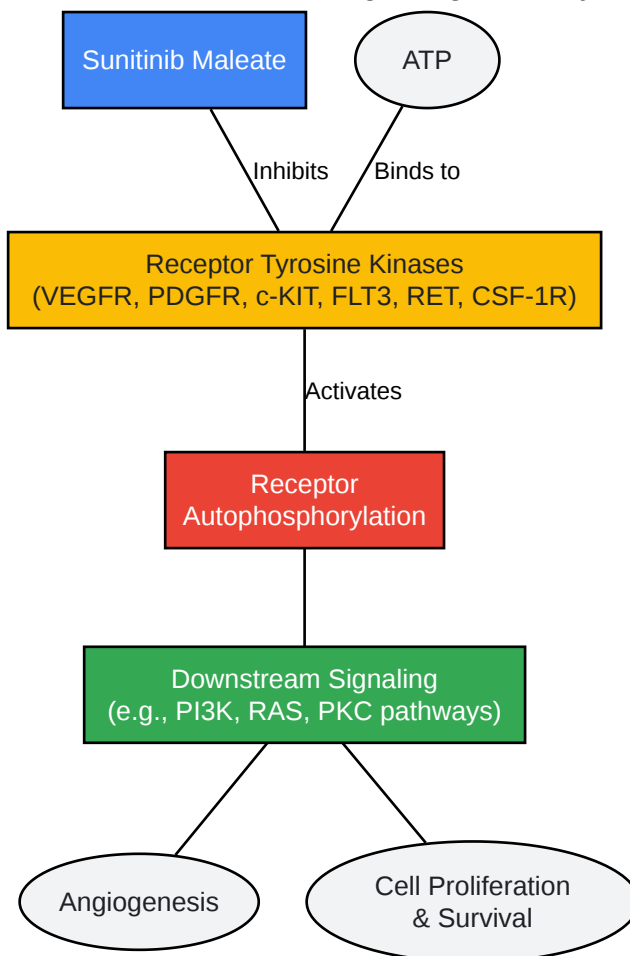 Sunitinib Maleate
ATP
Inhibits
Binds to
Receptor Tyrosine Kinases
(VEGFR, PDGFR, c-KIT, FLT3, RET, CSF-1R)
Activates
Receptor
Autophosphorylation
Downstream Signaling
(e.g., PI3K, RAS, PKC pathways)
Angiogenesis
Cell Proliferation
& Survival